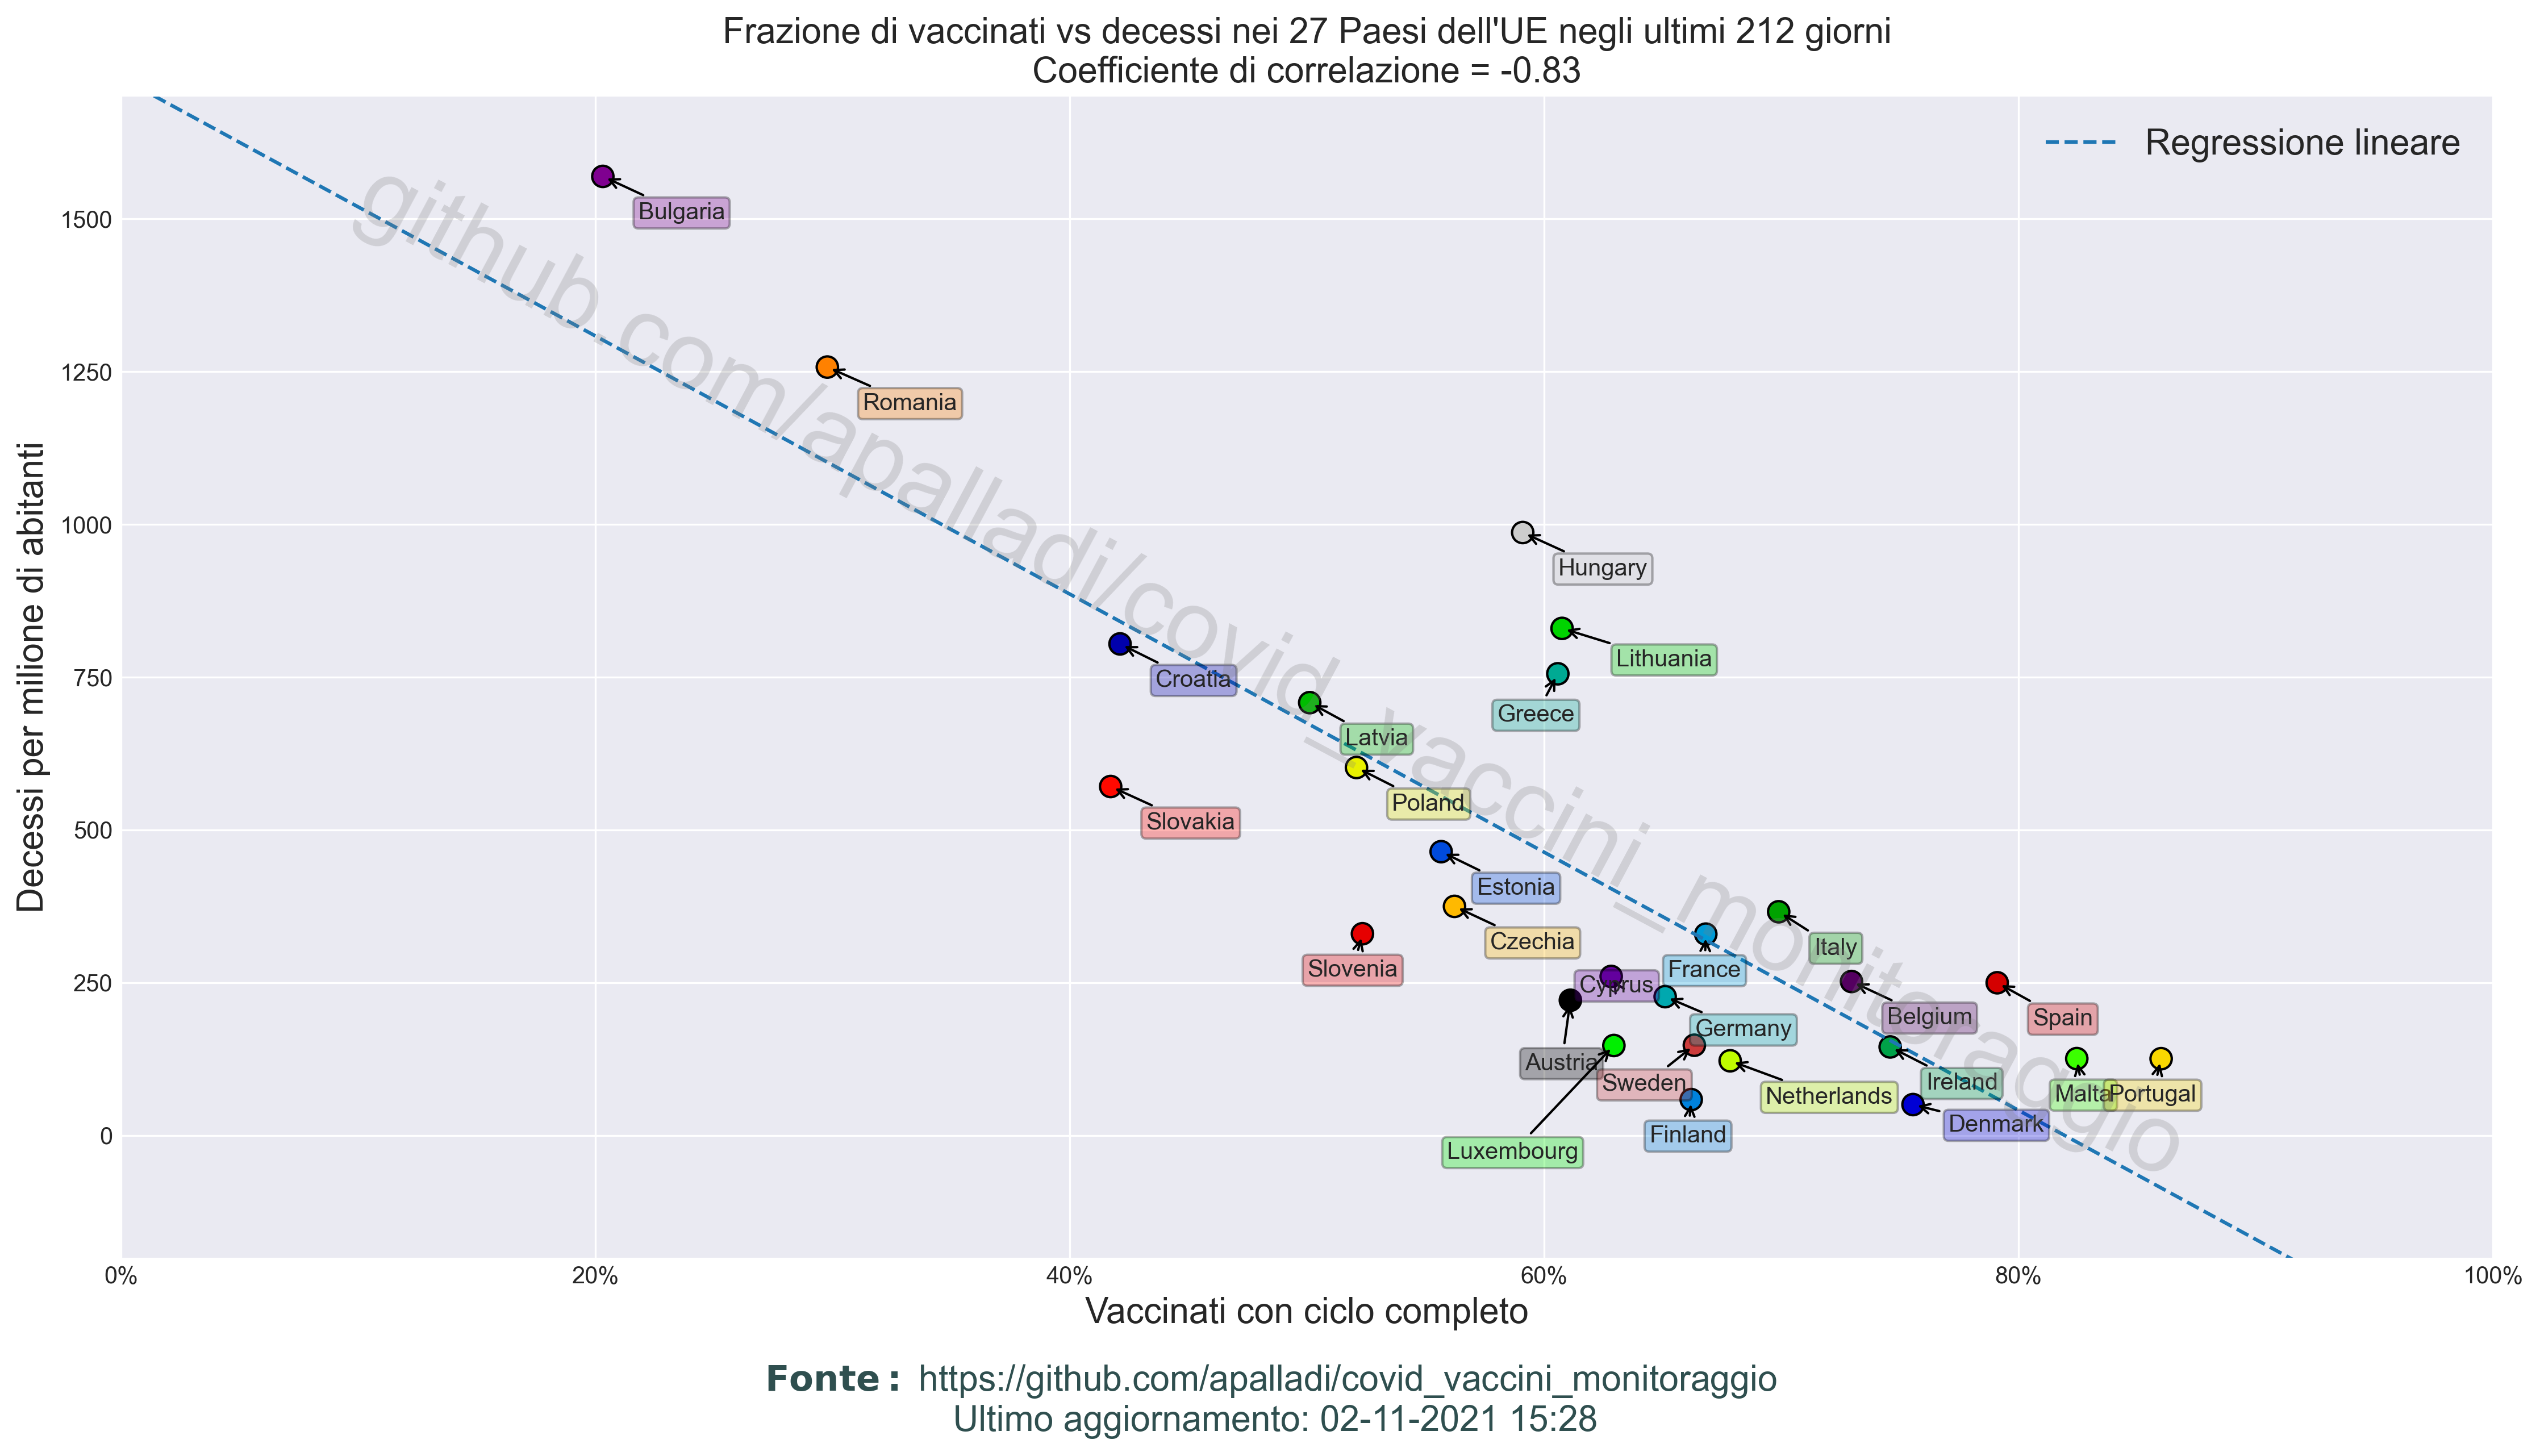 Frazione di vaccinati vs decessi nei 27 Paesi dell'UE negli ultimi 212 giorni
Coefficiente di correlazione = -0.83
Regressione lineare
Decessi per milione di abitanti
1500
1250
1000
750
500
250
0
Bulgaria
Romania
Hungary
Lithuania
Croatia
Greece
Latvia
Poland
Slovakia
Estonia
Czechia
Italy
Slovenia
France
Cyprus
Belgium
Spain
Germany
Austria
Sweden
Ireland
Netherlands
Malta
Portugal
Denmark
Finland
Luxembourg
github.com/apalladi/covid_vaccini_monitoraggio
0%
20%
40%
60%
80%
100%
Vaccinati con ciclo completo
Fonte: https://github.com/apalladi/covid_vaccini_monitoraggio
Ultimo aggiornamento: 02-11-2021 15:28